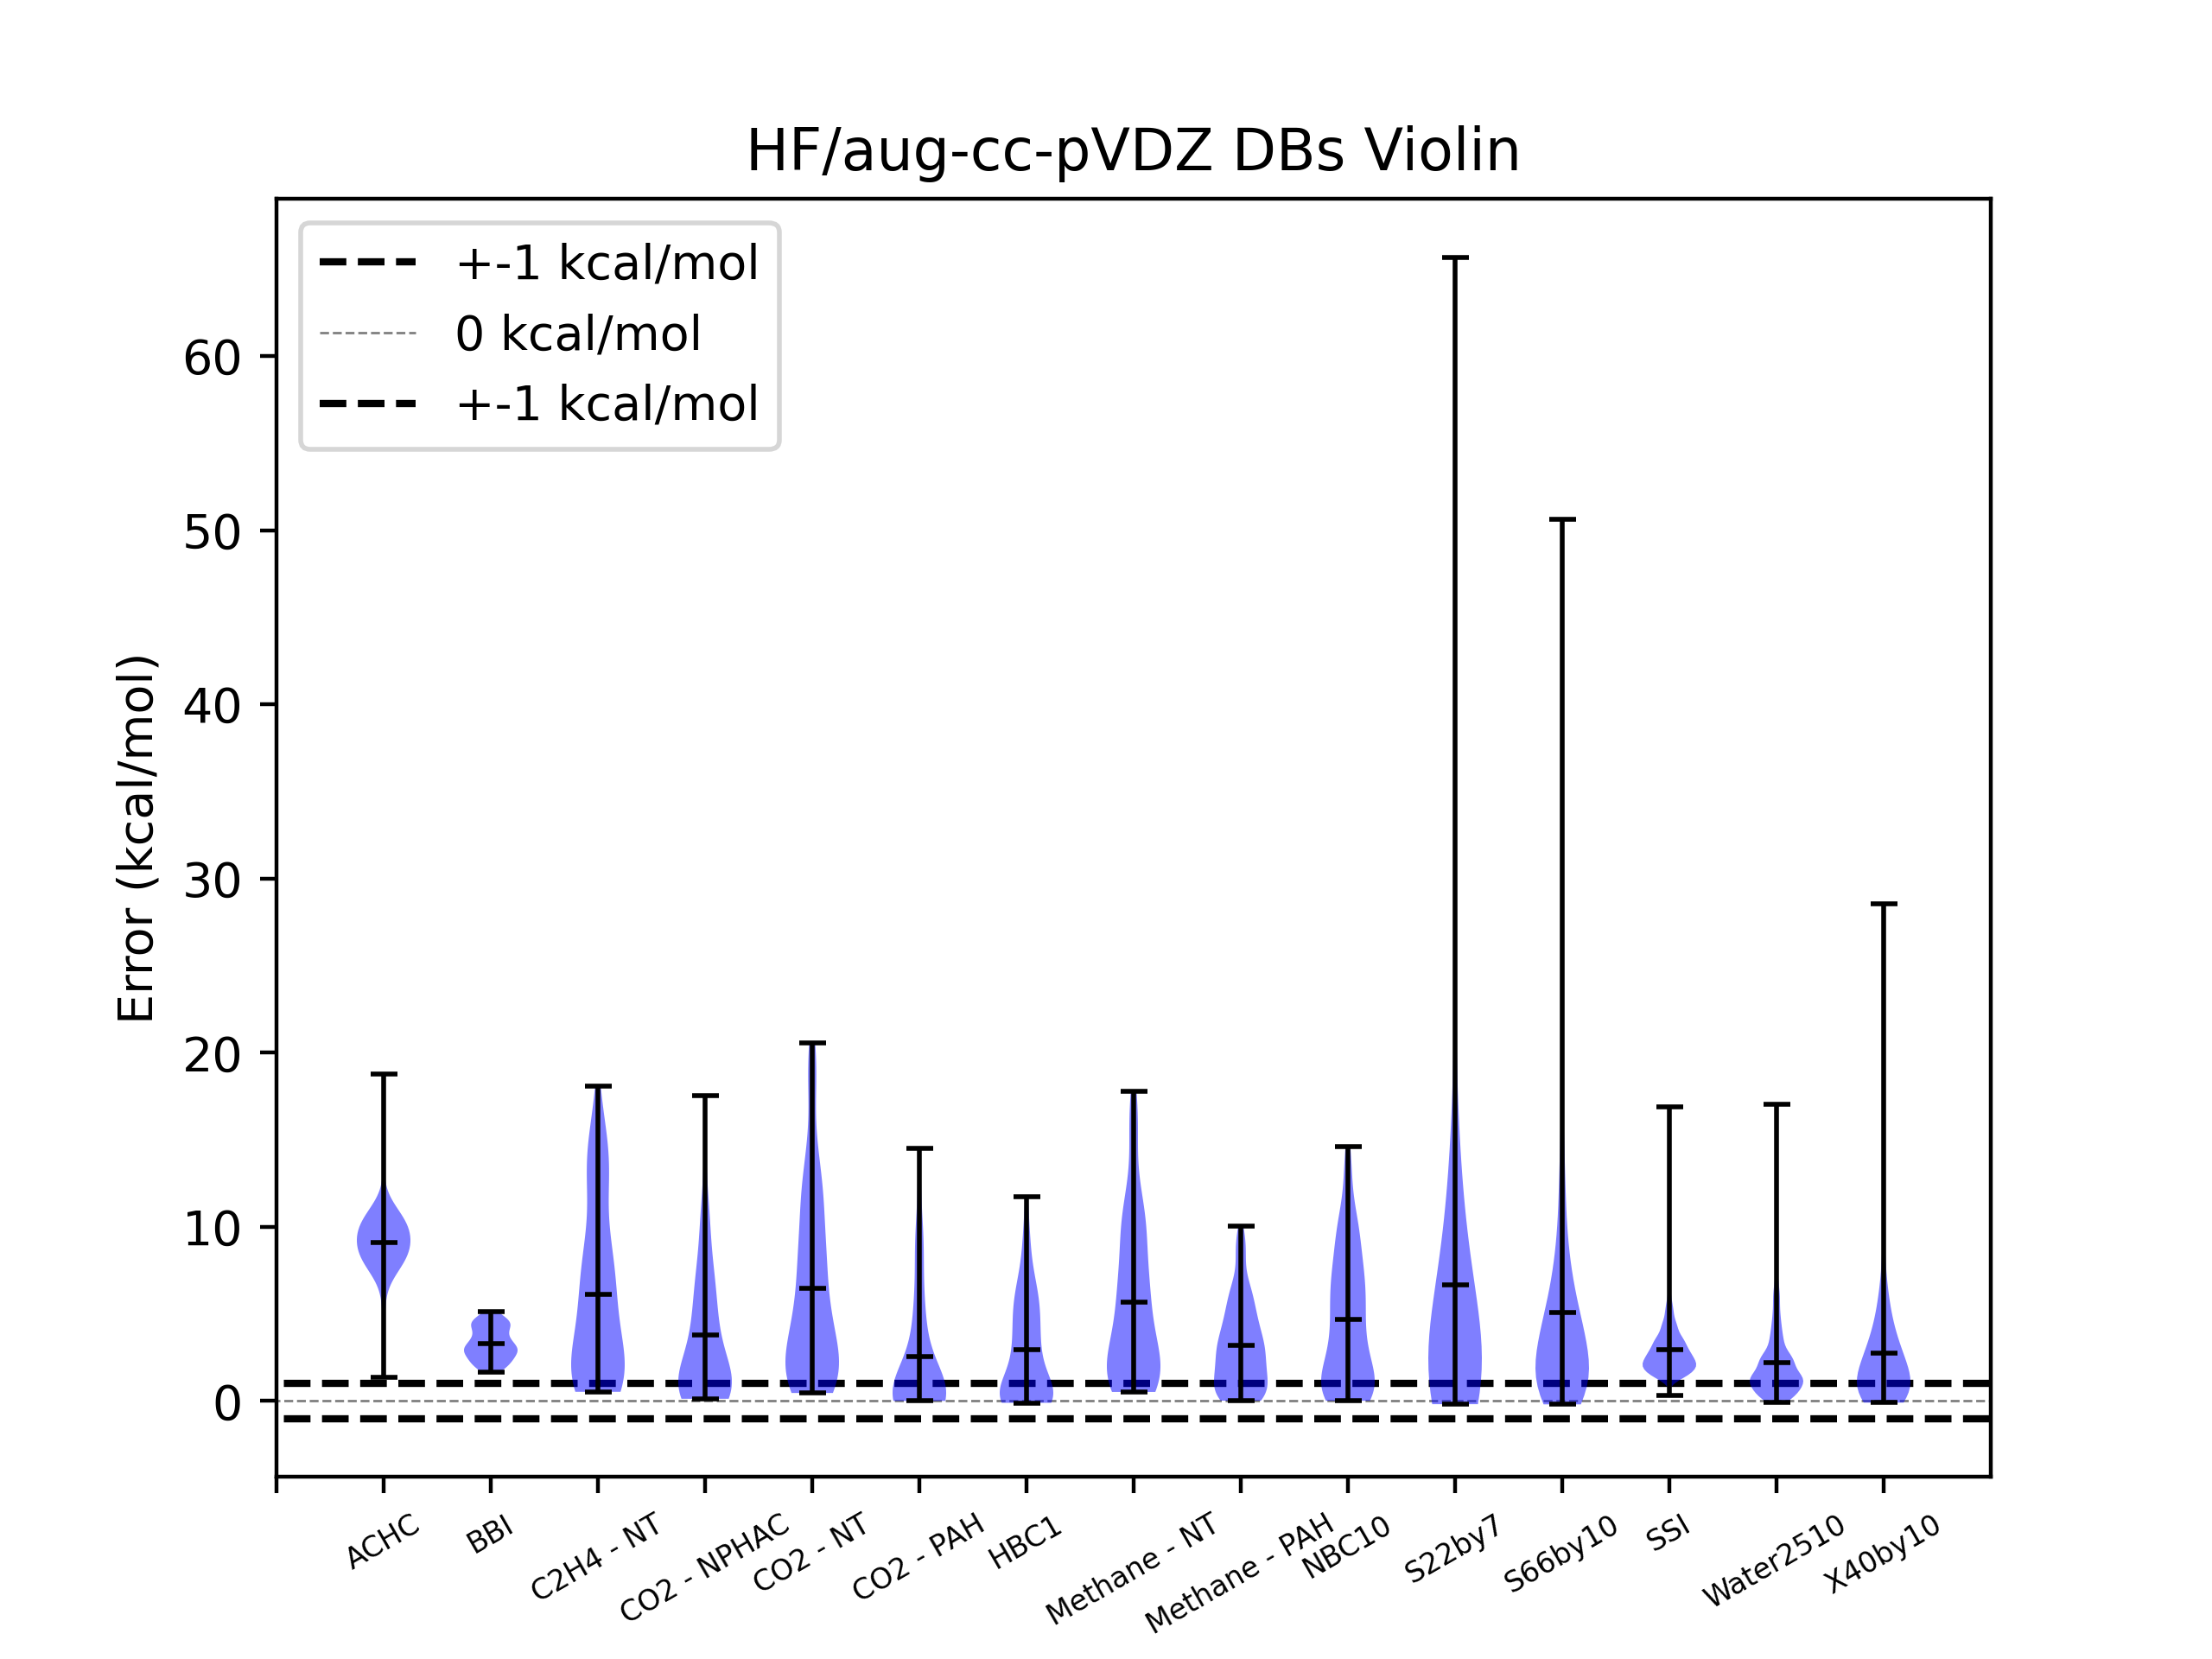 HF/aug-cc-pVDZ DBs Violin
+-1 kcal/mol
0 kcal/mol
+-1 kcal/mol
Error (kcal/mol)
60
50
40
30
20
10
0
ACHC
BBI
C2H4 - NT
CO2 - NPHAC
CO2 - NT
CO2 - PAH
HBC1
Methane - NT
Methane - PAH
NBC10
S22by7
S66by10
SSI
Water2510
X40by10